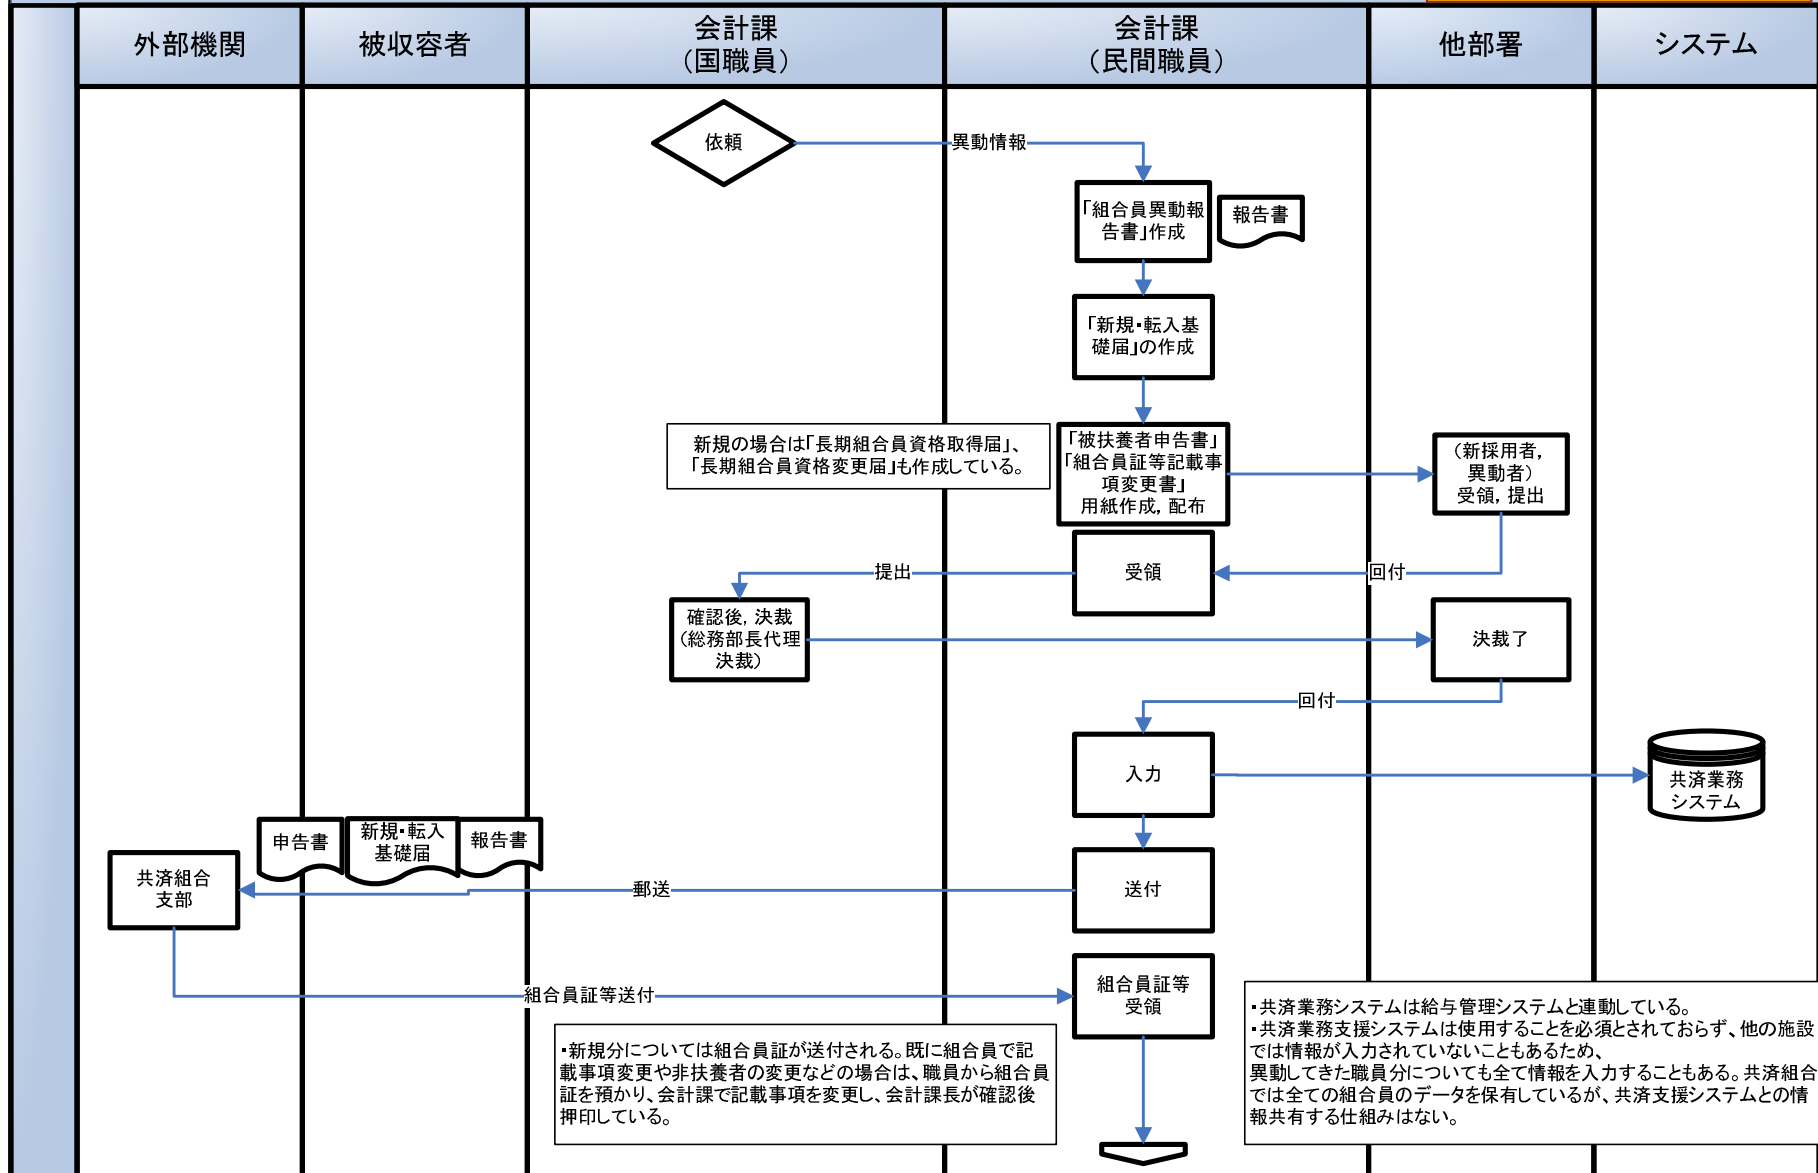 外部機関
被収容者
会計課
（国職員）
会計課
（民間職員）
他部署
システム
依頼
異動情報
「組合員異動報
告書」作成
報告書
「新規・転入基
礎届」の作成
新規の場合は「長期組合員資格取得届」、
「長期組合員資格変更届」も作成している。
「被扶養者申告書」
「組合員証等記載事
項変更書」
用紙作成，配布
（新採用者，
異動者）
受領，提出
提出
受領
回付
確認後，決裁
（総務部長代理
決裁）
決裁了
回付
入力
共済業務
システム
申告書
新規・転入
基礎届
報告書
共済組合
支部
郵送
送付
組合員証等送付
組合員証等
受領
・新規分については組合員証が送付される。既に組合員で記
載事項変更や非扶養者の変更などの場合は、職員から組合員
証を預かり、会計課で記載事項を変更し、会計課長が確認後
押印している。
・共済業務システムは給与管理システムと連動している。
・共済業務支援システムは使用することを必須とされておらず、他の施設
では情報が入力されていないこともあるため、
異動してきた職員分についても全て情報を入力することもある。共済組合
では全ての組合員のデータを保有しているが、共済支援システムとの情
報共有する仕組みはない。